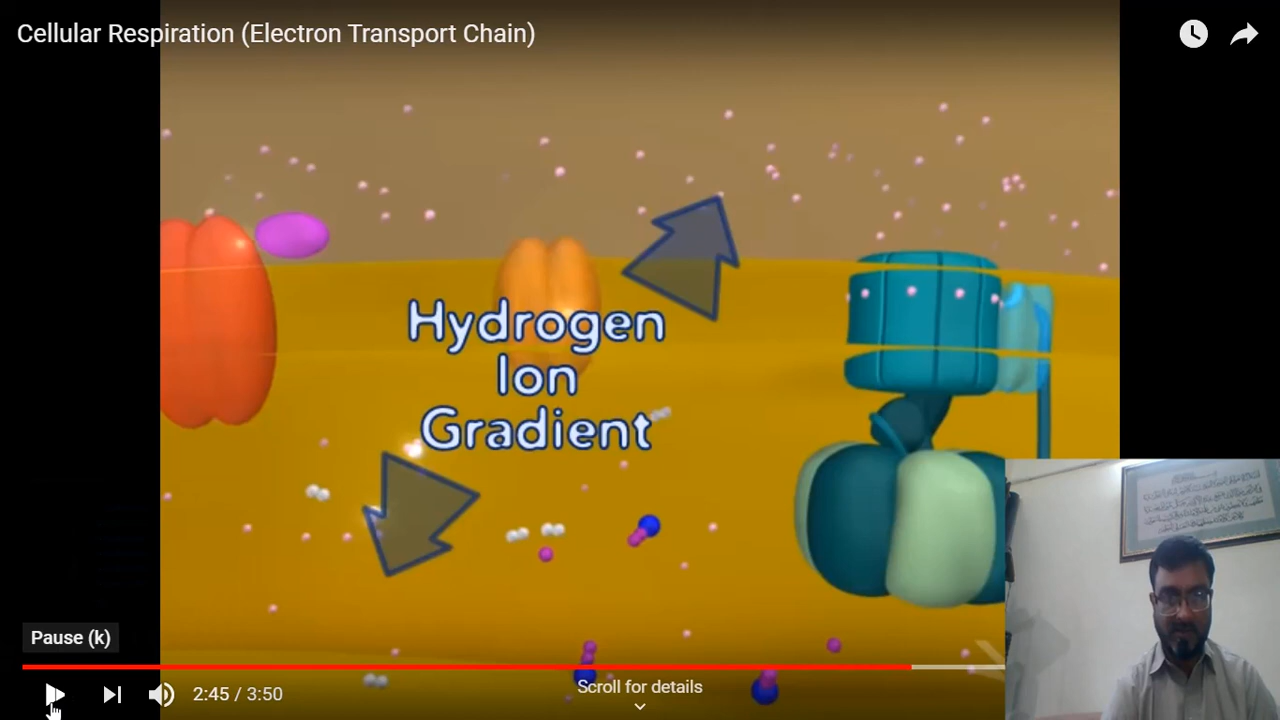 Cellular Respiration (Electron Transport Chain)
Hydrogen
Ion
Gradient
Pause (k)
2:45 / 3:50
Scroll for details